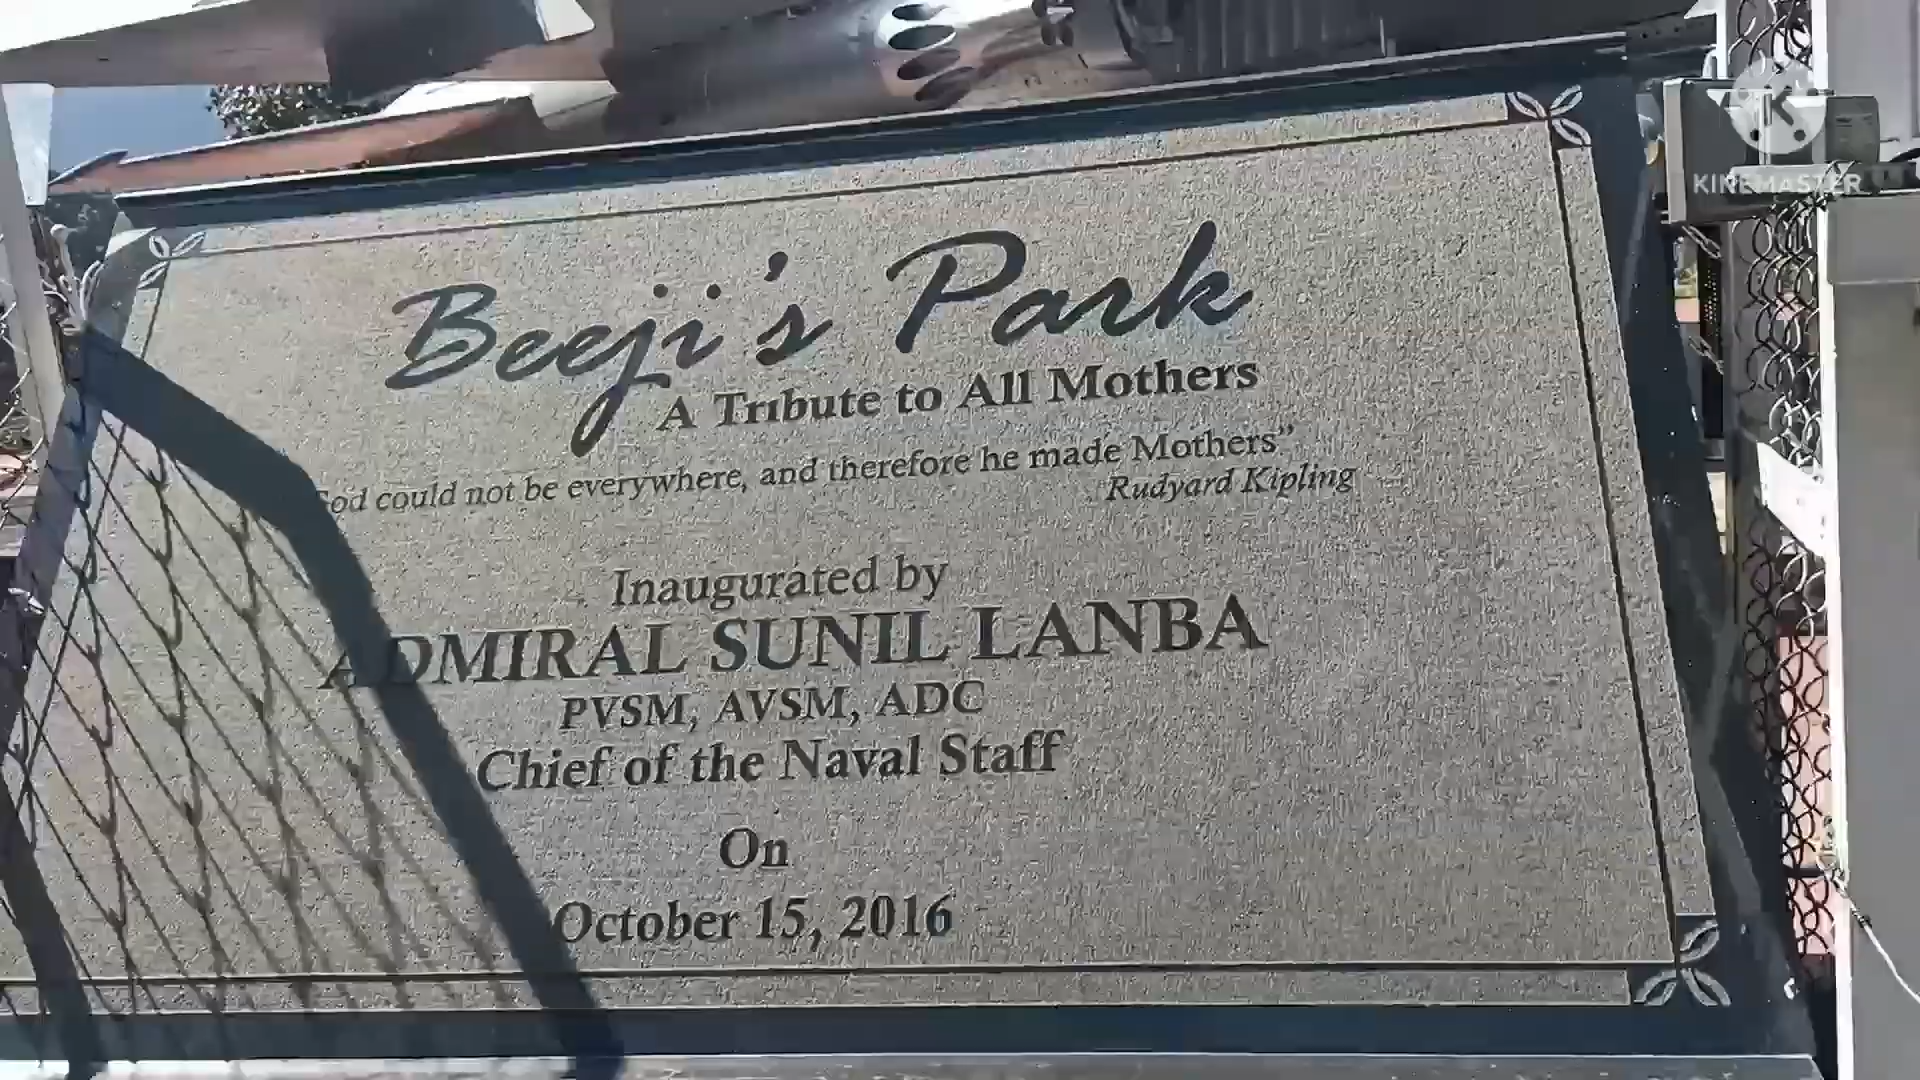 Beeji's Park
A Tribute to All Mothers
God could not be everywhere, and therefore he made Mothers"
Rudyard Kipling
Inaugurated by
ADMIRAL SUNIL LANBA
PVSM, AVSM, ADC
Chief of the Naval Staff
On
October 15, 2016
KINEMASTER